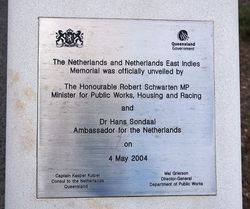 Queensland
Government
The Netherlands and Netherlands East Indies
Memorial was officially unveiled by
The Honourable Robert Schwarten MP
Minister for Public Works, Housing and Racing
and
Dr Hans Sondaal
Ambassador for the Netherlands
on
4 May 2004
Captain Kasper Kuiper
Consul to the Netherlands
Queensland
Mal Grierson
Director-General
Department of Public Works